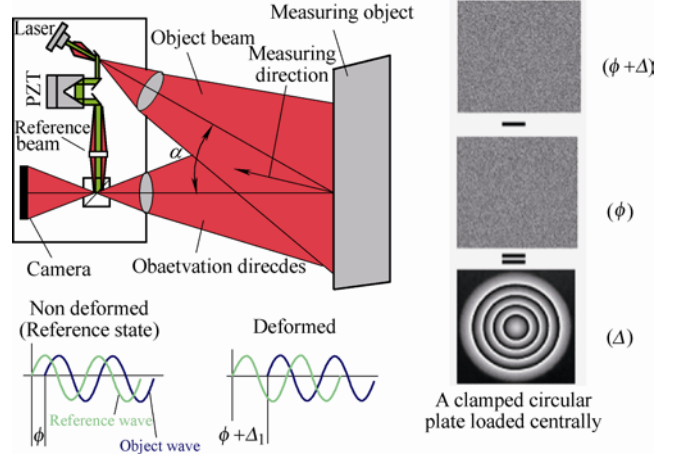 Laser
Object beam
Measuring object
Measuring
direction
PZT
Reference
beam
α
Camera
Obaetvation direcdes
Non deformed
(Reference state)
Deformed
Reference wave
ϕ
Object wave
ϕ+Δ₁
(ϕ+Δ)
(ϕ)
(Δ)
A clamped circular
plate loaded centrally